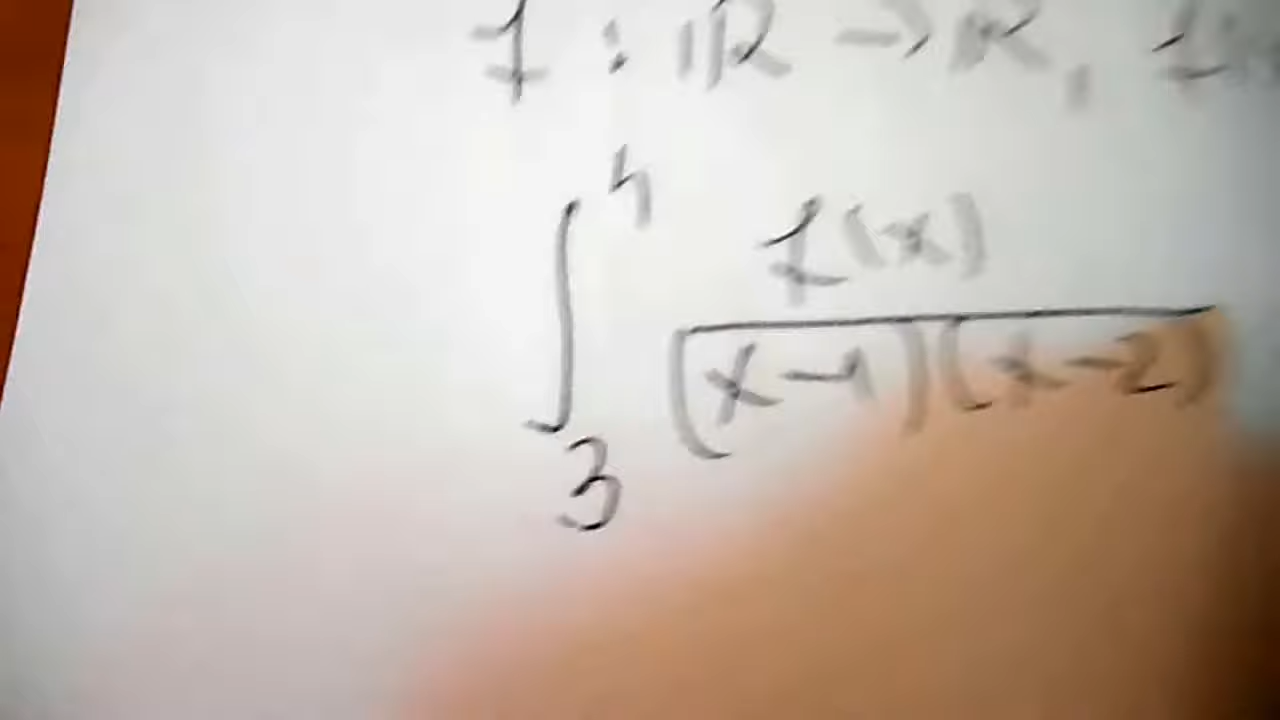 f : ℝ → ℝ, f
∫₃⁴ f(x) / (x-1)(x-2)